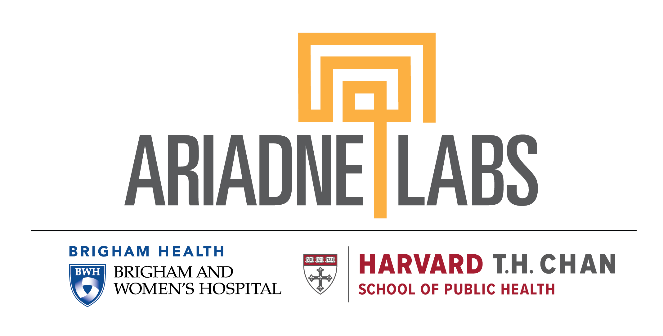 ARIADNE LABS
BRIGHAM HEALTH
BWH
BRIGHAM AND
WOMEN'S HOSPITAL
HARVARD T.H. CHAN
SCHOOL OF PUBLIC HEALTH